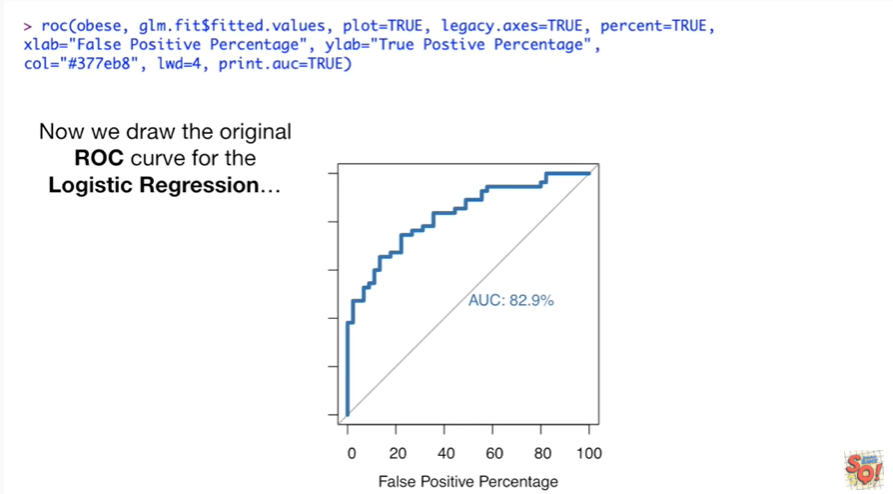 > roc(obese, glm.fit$fitted.values, plot=TRUE, legacy.axes=TRUE, percent=TRUE,
xlab="False Positive Percentage", ylab="True Postive Percentage",
col="#377eb8", lwd=4, print.auc=TRUE)
Now we draw the original
ROC curve for the
Logistic Regression...
AUC: 82.9%
0 20 40 60 80 100
False Positive Percentage
SQ!